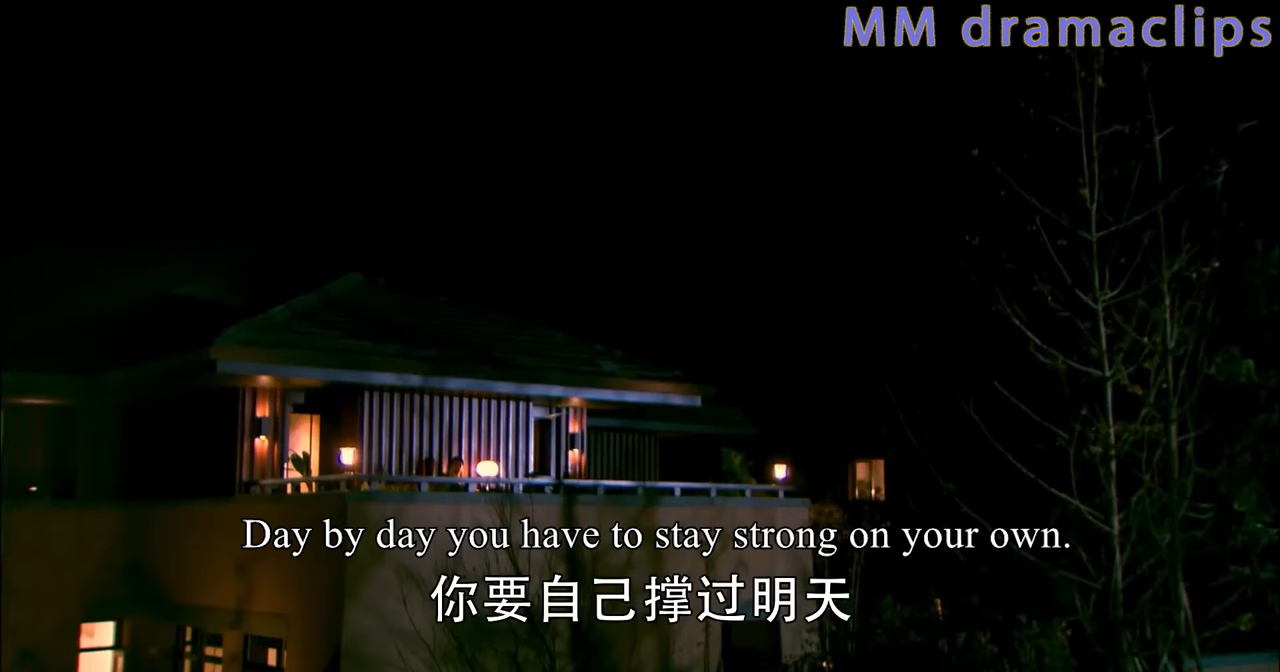 MM dramaclips
Day by day you have to stay strong on your own.
你要自己撑过明天